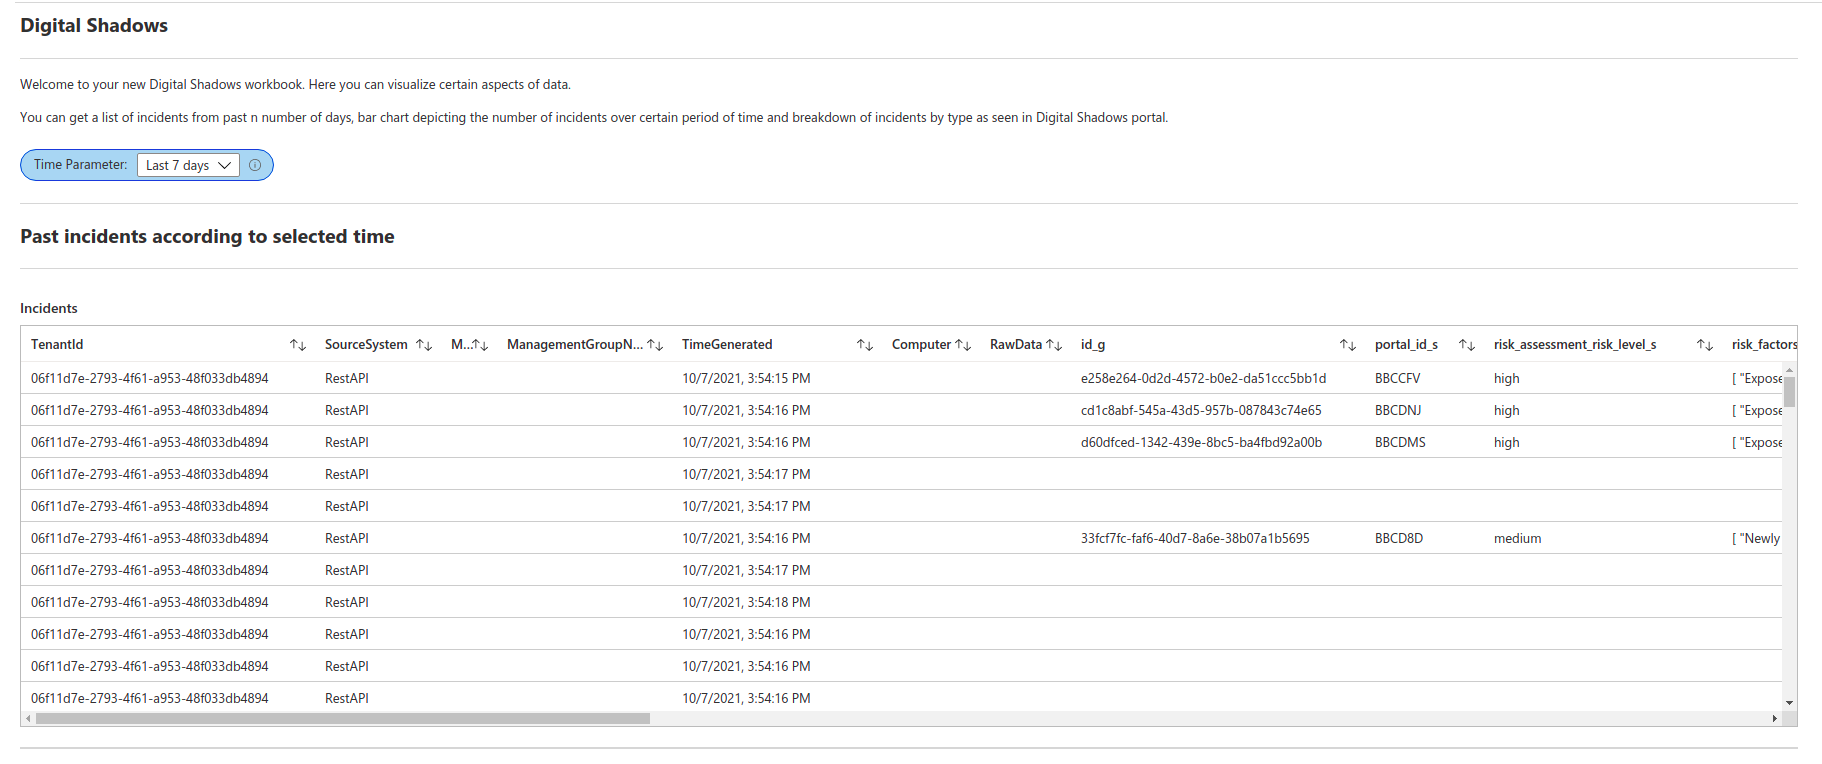 Digital Shadows
Welcome to your new Digital Shadows workbook. Here you can visualize certain aspects of data.
You can get a list of incidents from past n number of days, bar chart depicting the number of incidents over certain period of time and breakdown of incidents by type as seen in Digital Shadows portal.
Time Parameter: Last 7 days
Past incidents according to selected time
Incidents
TenantId SourceSystem M... ManagementGroupN... TimeGenerated Computer RawData id_g portal_id_s risk_assessment_risk_level_s risk_factors
06f11d7e-2793-4f61-a953-48f033db4894 RestAPI 10/7/2021, 3:54:15 PM e258e264-0d2d-4572-b0e2-da51ccc5bb1d BBCCFV high [ "Expose
06f11d7e-2793-4f61-a953-48f033db4894 RestAPI 10/7/2021, 3:54:16 PM cd1c8abf-545a-43d5-957b-087843c74e65 BBCDNJ high [ "Expose
06f11d7e-2793-4f61-a953-48f033db4894 RestAPI 10/7/2021, 3:54:16 PM d60dfced-1342-439e-8bc5-ba4fbd92a00b BBCDMS high [ "Expose
06f11d7e-2793-4f61-a953-48f033db4894 RestAPI 10/7/2021, 3:54:17 PM
06f11d7e-2793-4f61-a953-48f033db4894 RestAPI 10/7/2021, 3:54:17 PM
06f11d7e-2793-4f61-a953-48f033db4894 RestAPI 10/7/2021, 3:54:16 PM 33fcf7fc-faf6-40d7-8a6e-38b07a1b5695 BBCD8D medium [ "Newly
06f11d7e-2793-4f61-a953-48f033db4894 RestAPI 10/7/2021, 3:54:17 PM
06f11d7e-2793-4f61-a953-48f033db4894 RestAPI 10/7/2021, 3:54:18 PM
06f11d7e-2793-4f61-a953-48f033db4894 RestAPI 10/7/2021, 3:54:16 PM
06f11d7e-2793-4f61-a953-48f033db4894 RestAPI 10/7/2021, 3:54:16 PM
06f11d7e-2793-4f61-a953-48f033db4894 RestAPI 10/7/2021, 3:54:16 PM